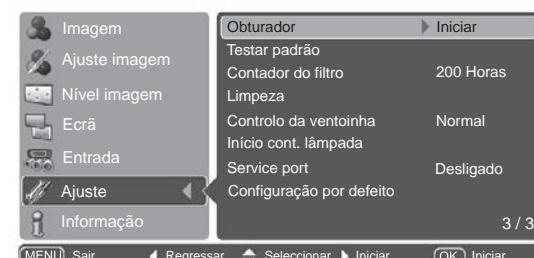 Imagem
Ajuste imagem
Nível imagem
Ecrã
Entrada
Ajuste
Informação
Obturador Iniciar
Testar padrão
Contador do filtro 200 Horas
Limpeza
Controlo da ventoinha Normal
Início cont. lâmpada
Service port Desligado
Configuração por defeito
3 / 3
MENU Sair Regressar Seleccionar Iniciar OK Iniciar